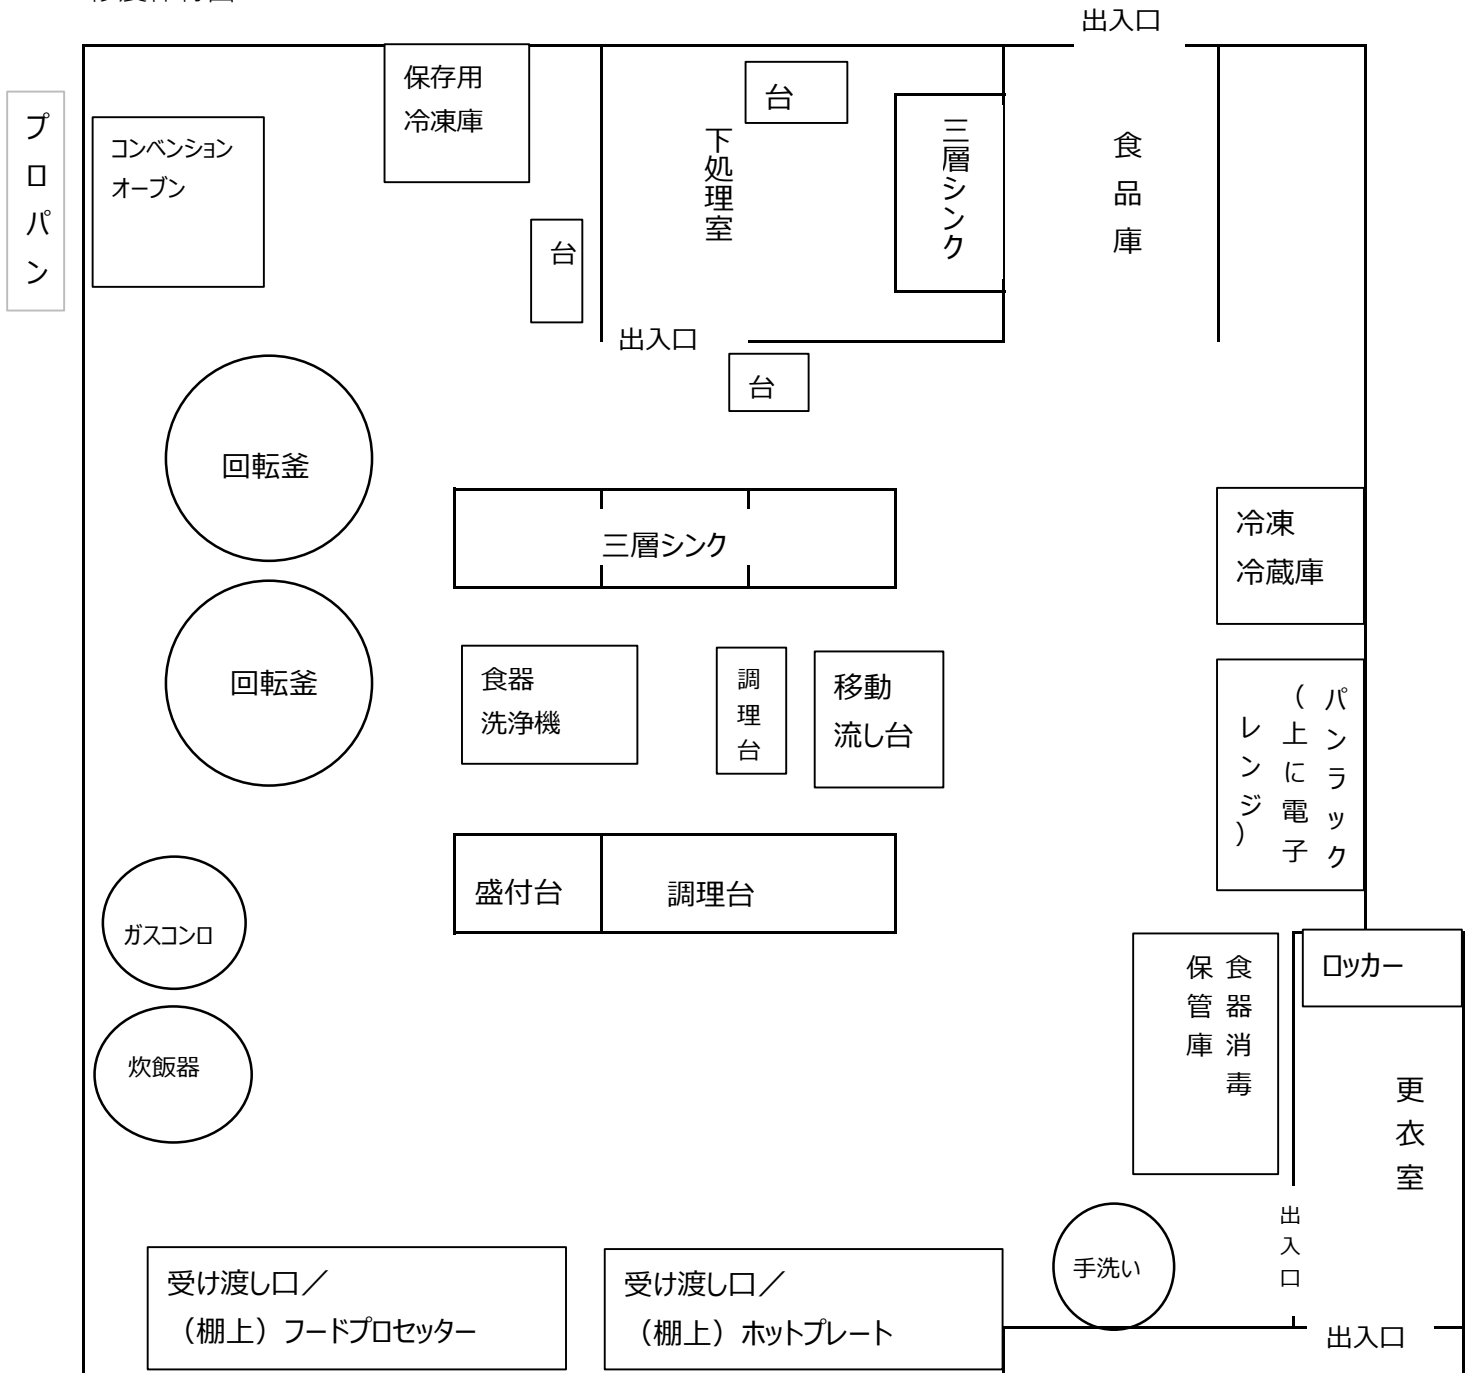 出入口
プロパン
コンベンション
オーブン
保存用
冷凍庫
台
下処理室
台
三層シンク
食品庫
出入口
台
回転釜
三層シンク
冷凍
冷蔵庫
回転釜
食器
洗浄機
調理台
移動
流し台
パンラック
(上に電子
レンジ)
盛付台
調理台
ガスコンロ
食器消毒
保管庫
ロッカー
炊飯器
更衣室
出入口
手洗い
受け渡し口／
（棚上）フードプロセッター
受け渡し口／
（棚上）ホットプレート
出入口